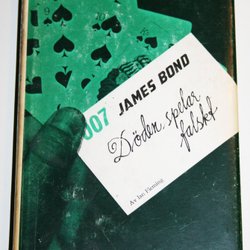 007 JAMES BOND
Döden spelar
falskt
Av Ian Fleming